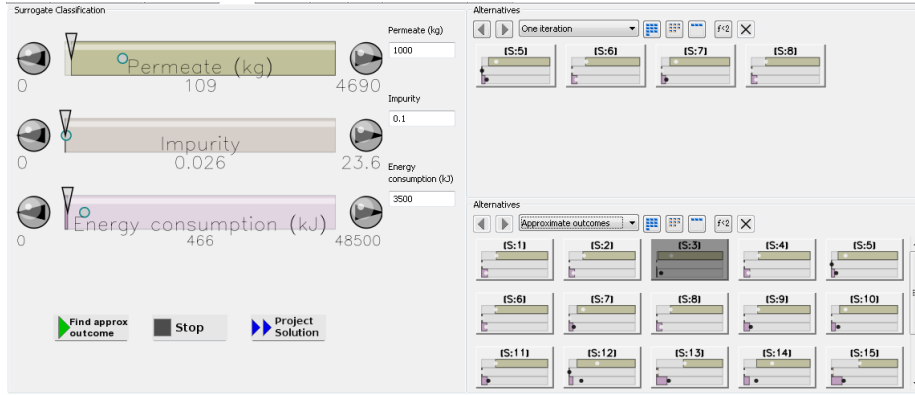 Surrogate Classification
Permeate (kg)
0
109
4690
Impurity
0
0.026
23.6
Energy consumption (kJ)
0
466
48500
Permeate (kg)
1000
Impurity
0.1
Energy
consumption (kJ)
3500
Find approx
outcome
Stop
Project
Solution
Alternatives
One iteration
f<2
(S:5)
(S:6)
(S:7)
(S:8)
Alternatives
Approximate outcomes
f<2
(S:1)
(S:2)
(S:3)
(S:4)
(S:5)
(S:6)
(S:7)
(S:8)
(S:9)
(S:10)
(S:11)
(S:12)
(S:13)
(S:14)
(S:15)